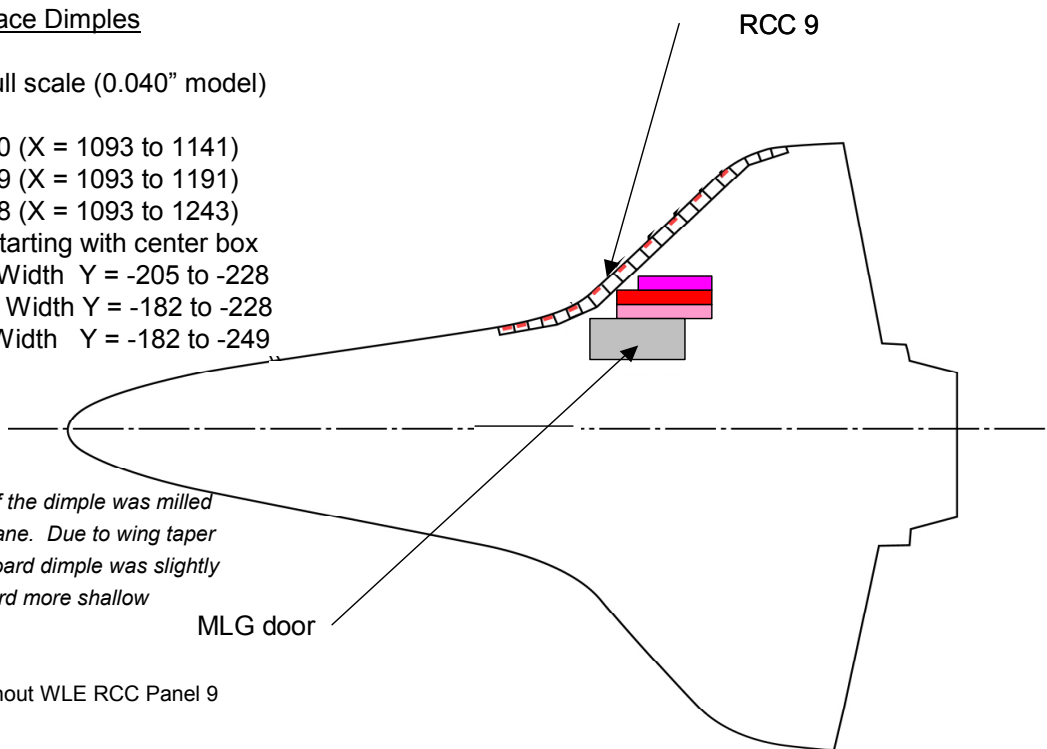 ace Dimples
RCC 9
ull scale (0.040” model)
0 (X = 1093 to 1141)
9 (X = 1093 to 1191)
8 (X = 1093 to 1243)
tarting with center box
Width Y = -205 to -228
Width Y = -182 to -228
Width Y = -182 to -249
f the dimple was milled
ane. Due to wing taper
oard dimple was slightly
rd more shallow
MLG door
hout WLE RCC Panel 9